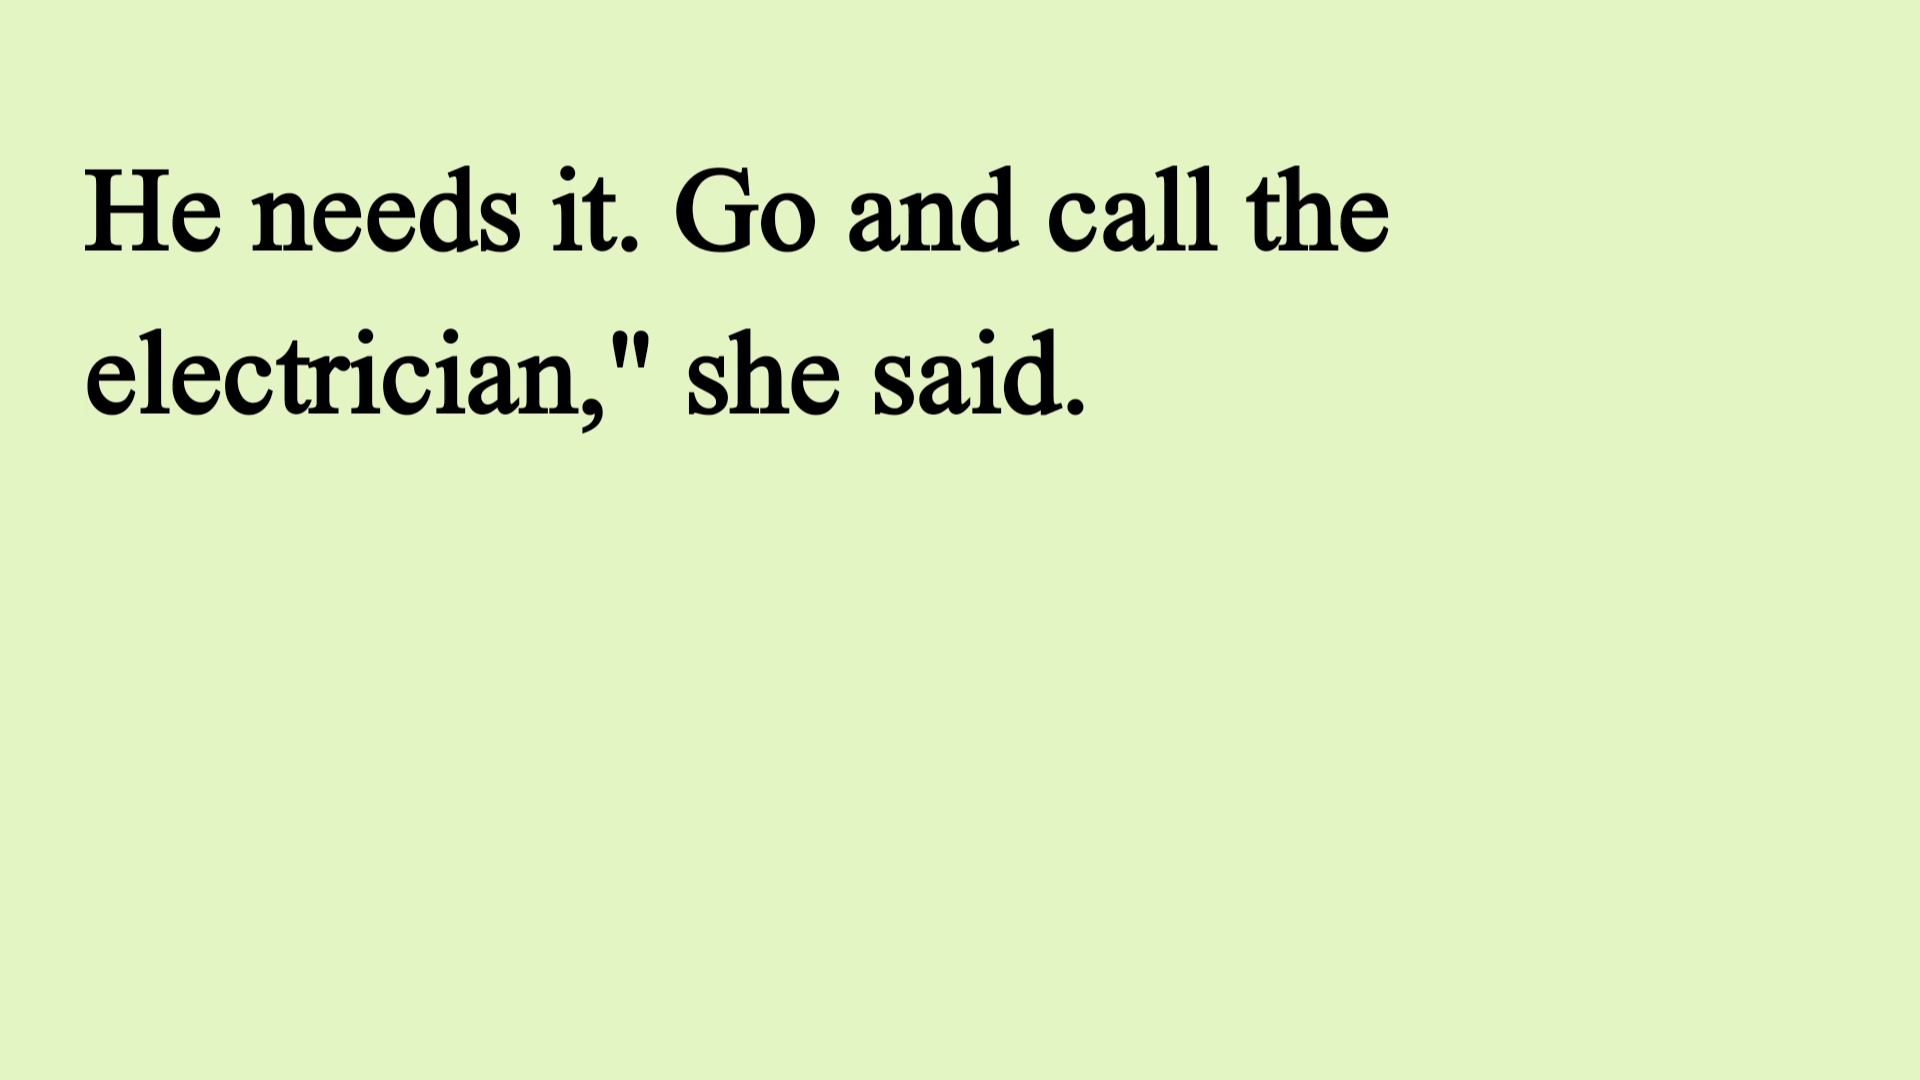 He needs it. Go and call the
electrician," she said.